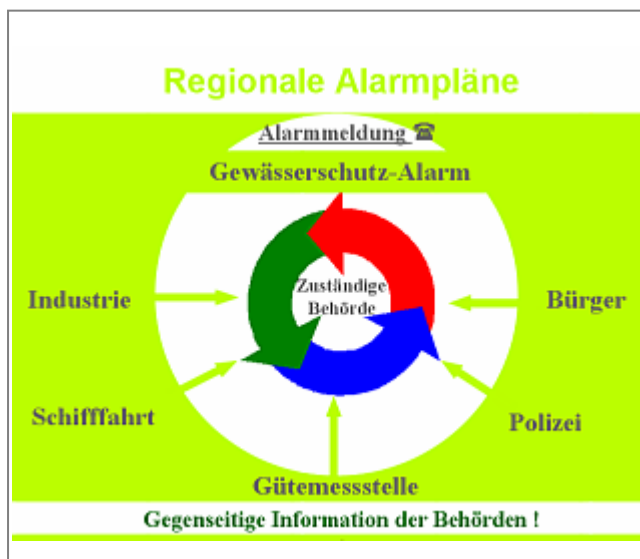 Regionale Alarmpläne
Alarmmeldung ☎
Gewässerschutz-Alarm
Zuständige
Behörde
Industrie
Bürger
Schifffahrt
Polizei
Gütemessstelle
Gegenseitige Information der Behörden !